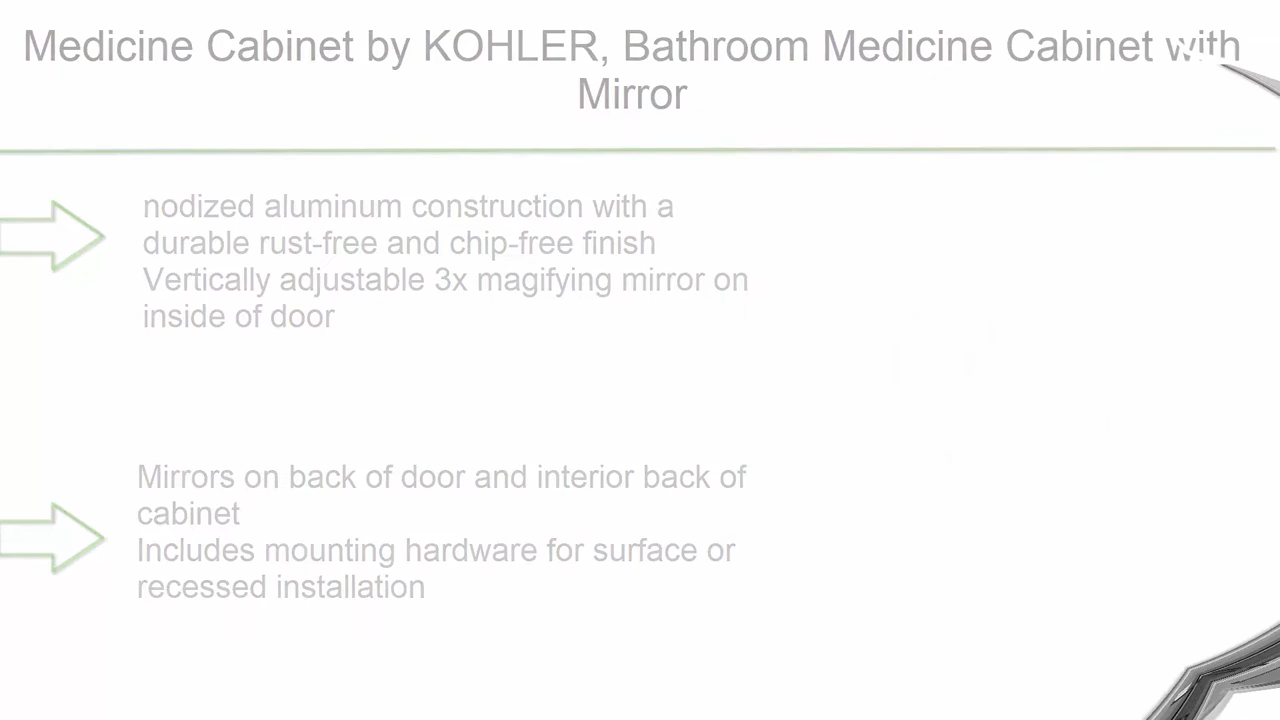 Medicine Cabinet by KOHLER, Bathroom Medicine Cabinet with
Mirror
nodized aluminum construction with a
durable rust-free and chip-free finish
Vertically adjustable 3x magifying mirror on
inside of door
Mirrors on back of door and interior back of
cabinet
Includes mounting hardware for surface or
recessed installation